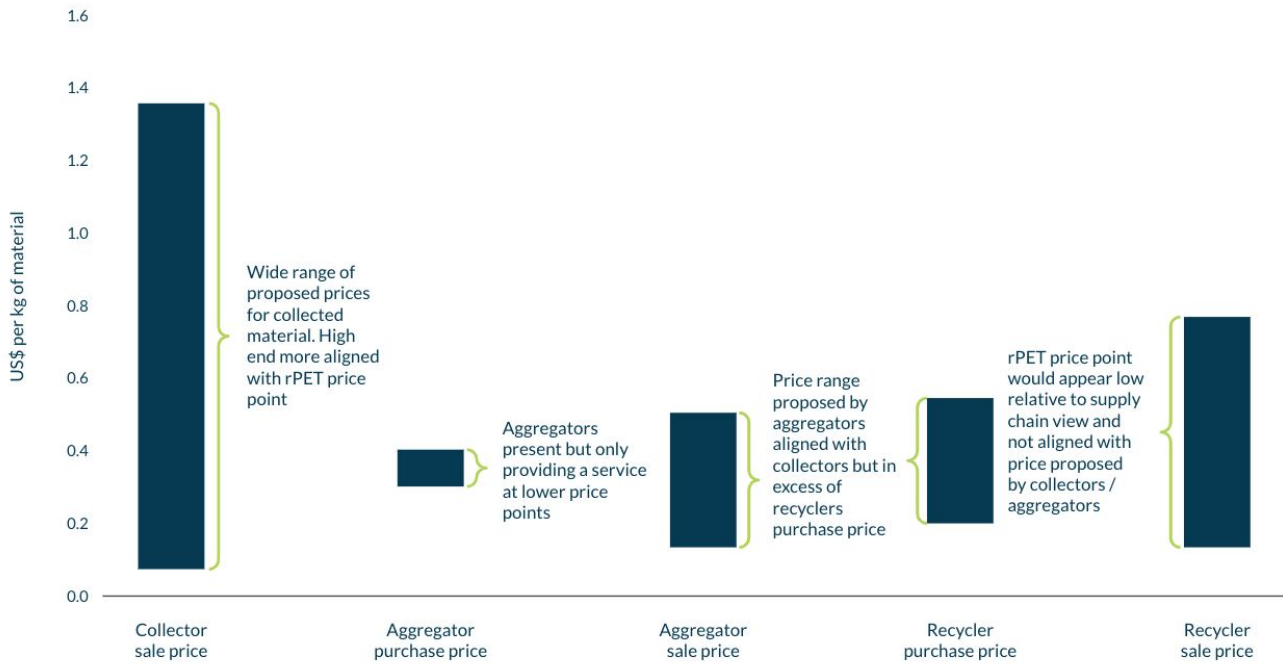 US$ per kg of material
1.6
1.4
1.2
1.0
0.8
0.6
0.4
0.2
0.0
Wide range of
proposed prices
for collected
material. High
end more aligned
with rPET price
point
Aggregators
present but only
providing a service
at lower price
points
Price range
proposed by
aggregators
aligned with
collectors but in
excess of
recyclers
purchase price
rPET price point
would appear low
relative to supply
chain view and
not aligned with
price proposed
by collectors /
aggregators
Collector
sale price
Aggregator
purchase price
Aggregator
sale price
Recycler
purchase price
Recycler
sale price